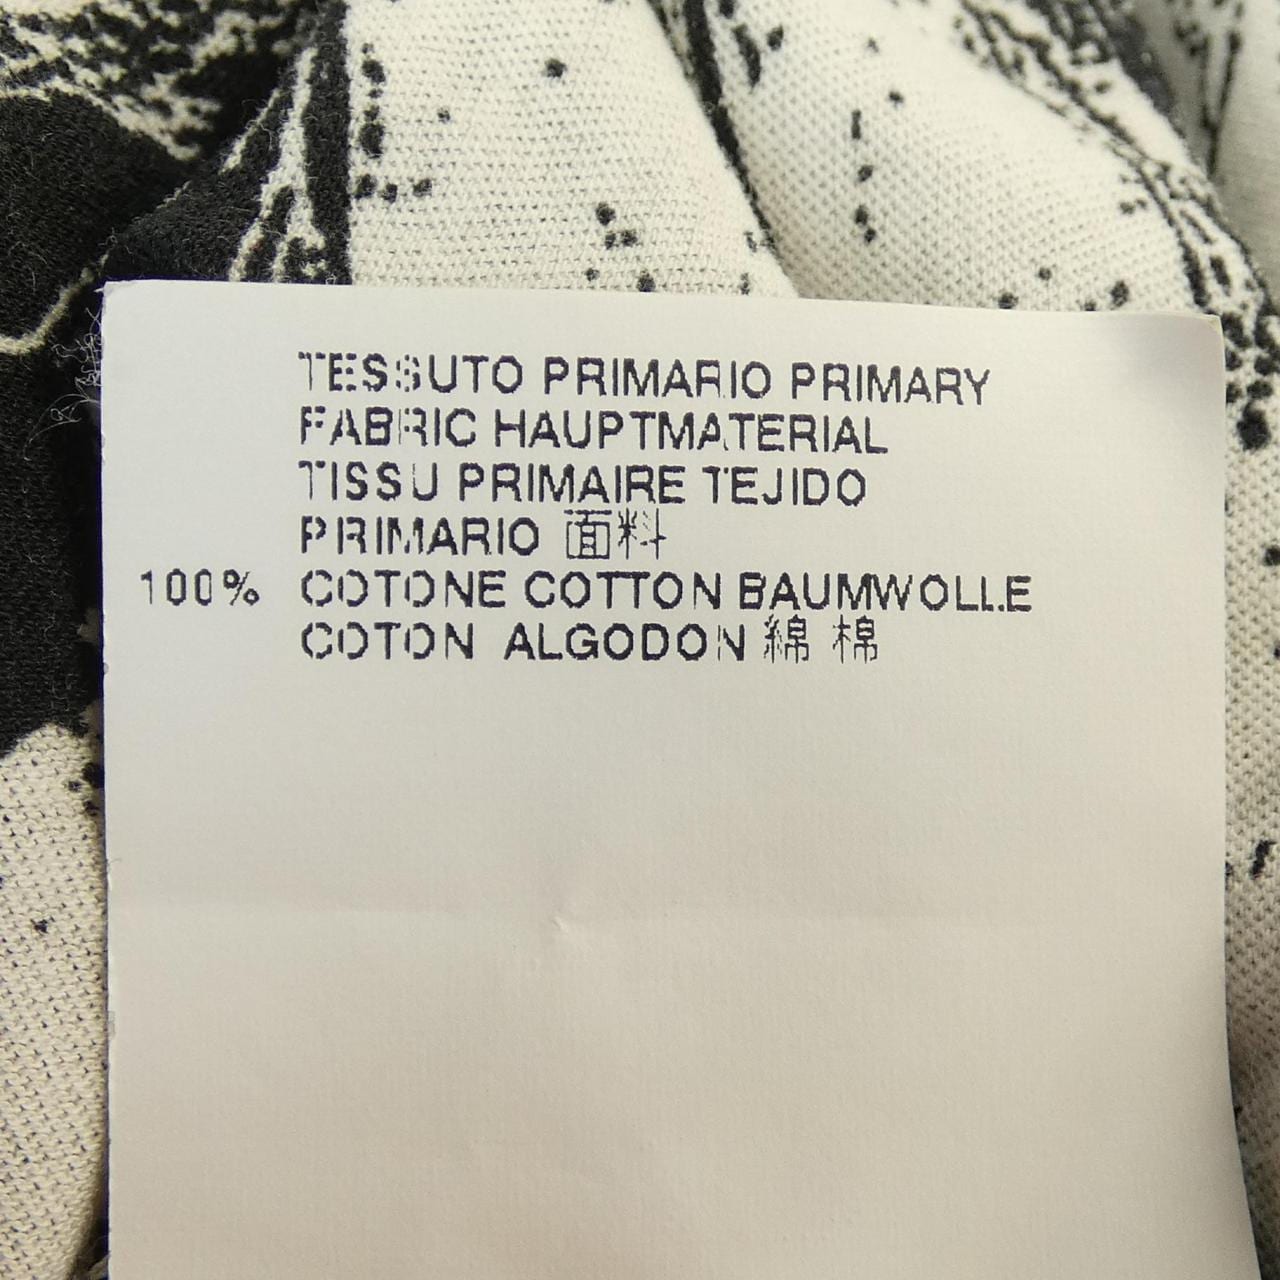 TESSUTO PRIMARIO PRIMARY
FABRIC HAUPTMATERIAL
TISSU PRIMAIRE TEJIDO
PRIMARIO 面料
100% COTONE COTTON BAUMWOLLE
COTON ALGODON 綿 棉